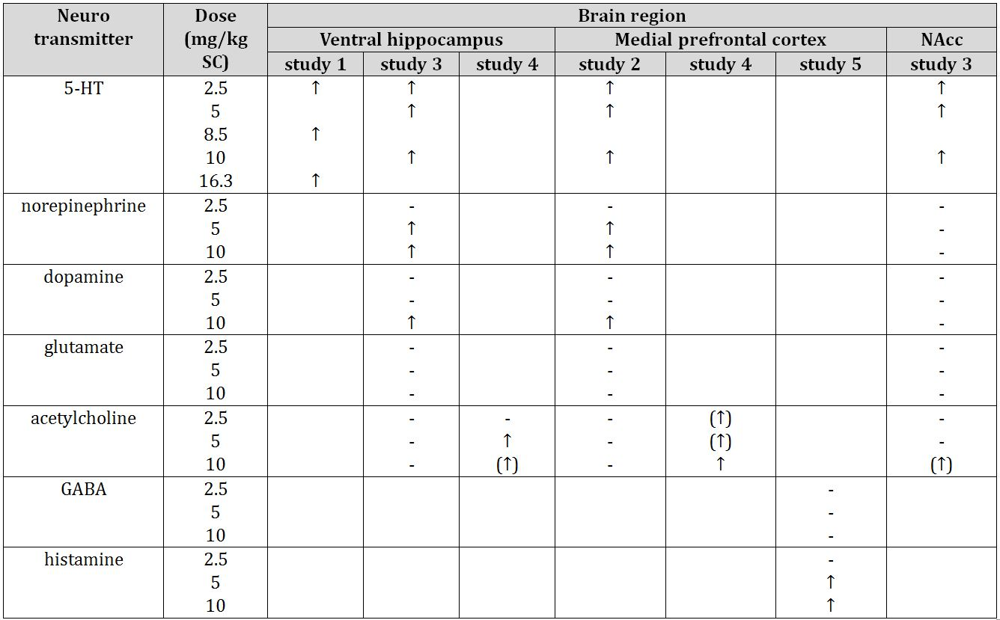 Neuro transmitter Dose (mg/kg SC) Brain region
Ventral hippocampus Medial prefrontal cortex NAcc
study 1 study 3 study 4 study 2 study 4 study 5 study 3
5-HT 2.5 ↑ ↑ ↑ ↑
5 ↑ ↑ ↑
8.5 ↑
10 ↑ ↑ ↑
16.3 ↑
norepinephrine 2.5 - - -
5 ↑ ↑ -
10 ↑ ↑ -
dopamine 2.5 - - -
5 - - -
10 ↑ ↑ -
glutamate 2.5 - - -
5 - - -
10 - - -
acetylcholine 2.5 - - - (↑) -
5 - ↑ - (↑) -
10 - (↑) - ↑ (↑)
GABA 2.5 -
5 -
10 -
histamine 2.5 -
5 ↑
10 ↑